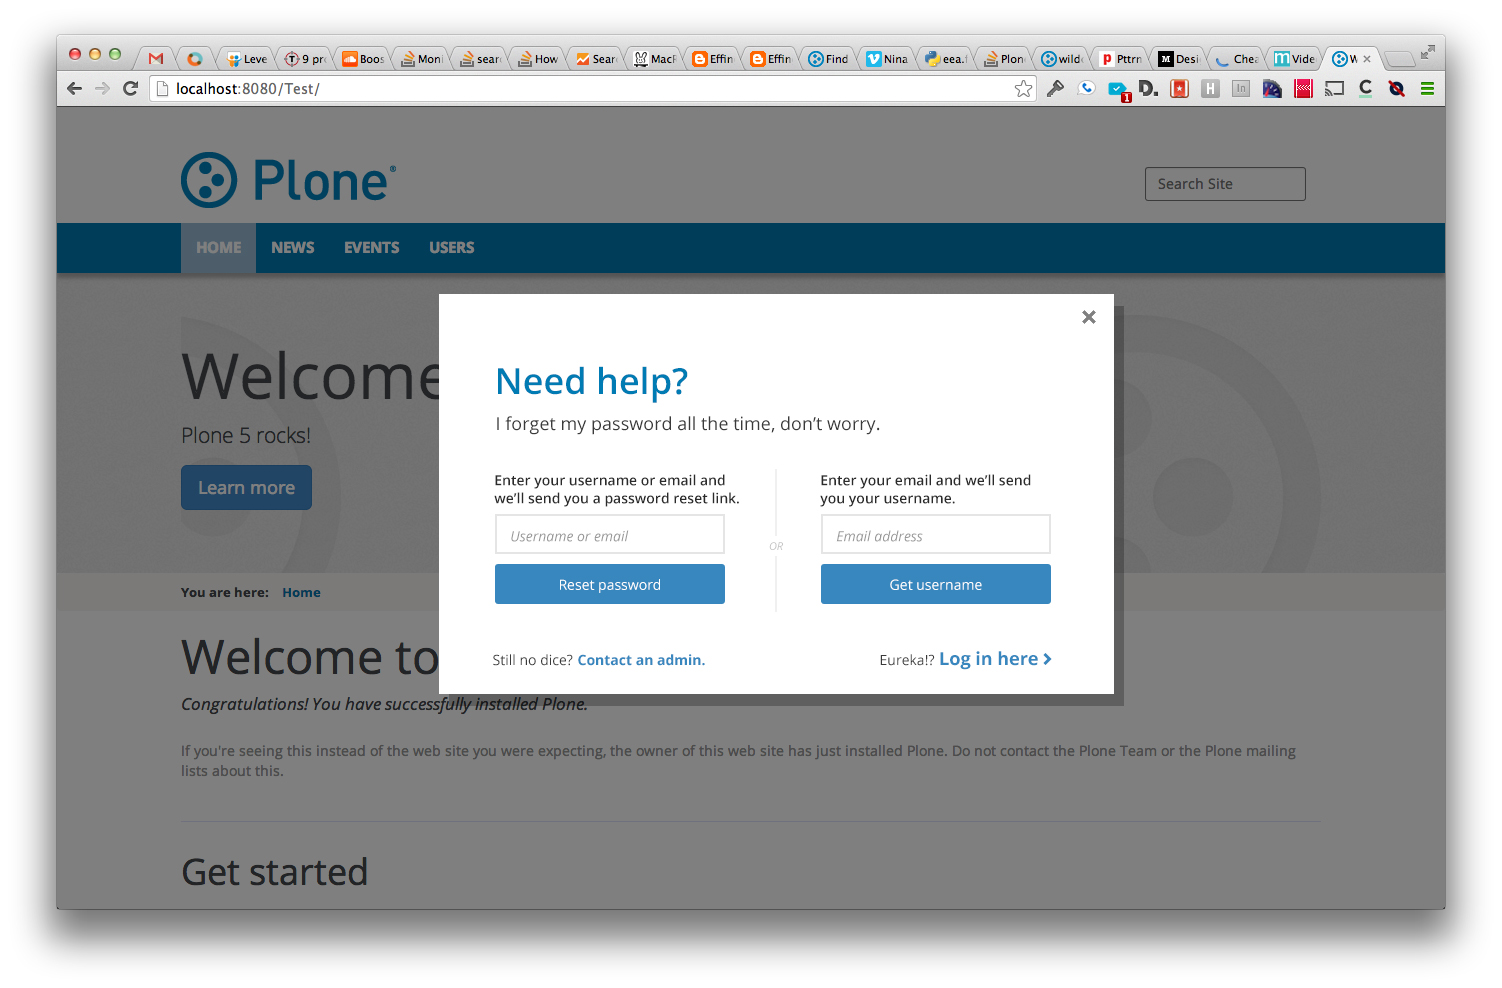 Leve
9 pr
Boos
Moni
sear
How
Sear
MacF
Effin
Effin
Find
Nina
eea.f
Plon
wild
Pttrn
Desi
Chea
Vide
W
localhost:8080/Test/
1
D.
H
In
C
Plone®
Search Site
HOME NEWS EVENTS USERS
Welcome
Plone 5 rocks!
Learn more
Need help?
I forget my password all the time, don't worry.
Enter your username or email and
we'll send you a password reset link.
Username or email
Reset password
OR
Enter your email and we'll send
you your username.
Email address
Get username
Still no dice? Contact an admin.
Eureka!? Log in here
You are here: Home
Welcome to
Congratulations! You have successfully installed Plone.
If you're seeing this instead of the web site you were expecting, the owner of this web site has just installed Plone. Do not contact the Plone Team or the Plone mailing
lists about this.
Get started